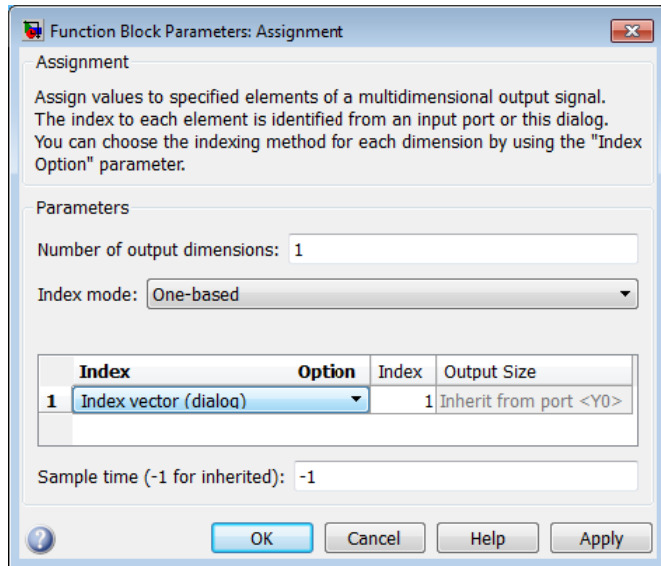 Function Block Parameters: Assignment
Assignment
Assign values to specified elements of a multidimensional output signal.
The index to each element is identified from an input port or this dialog.
You can choose the indexing method for each dimension by using the "Index
Option" parameter.
Parameters
Number of output dimensions: 1
Index mode: One-based
Index Option Index Output Size
1 Index vector (dialog) 1 Inherit from port <Y0>
Sample time (-1 for inherited): -1
? OK Cancel Help Apply